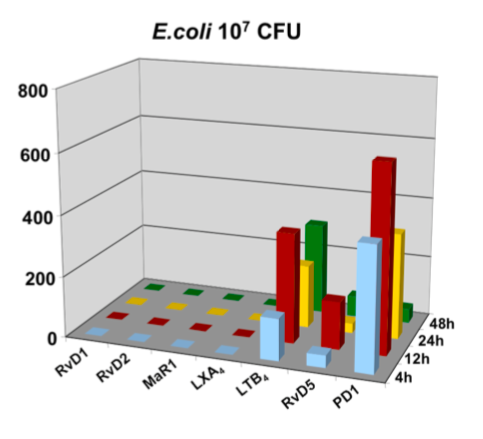 E.coli 10⁷ CFU
800
600
400
200
0
RvD1
RvD2
MaR1
LXA₄
LTB₄
RvD5
PD1
48h
24h
12h
4h